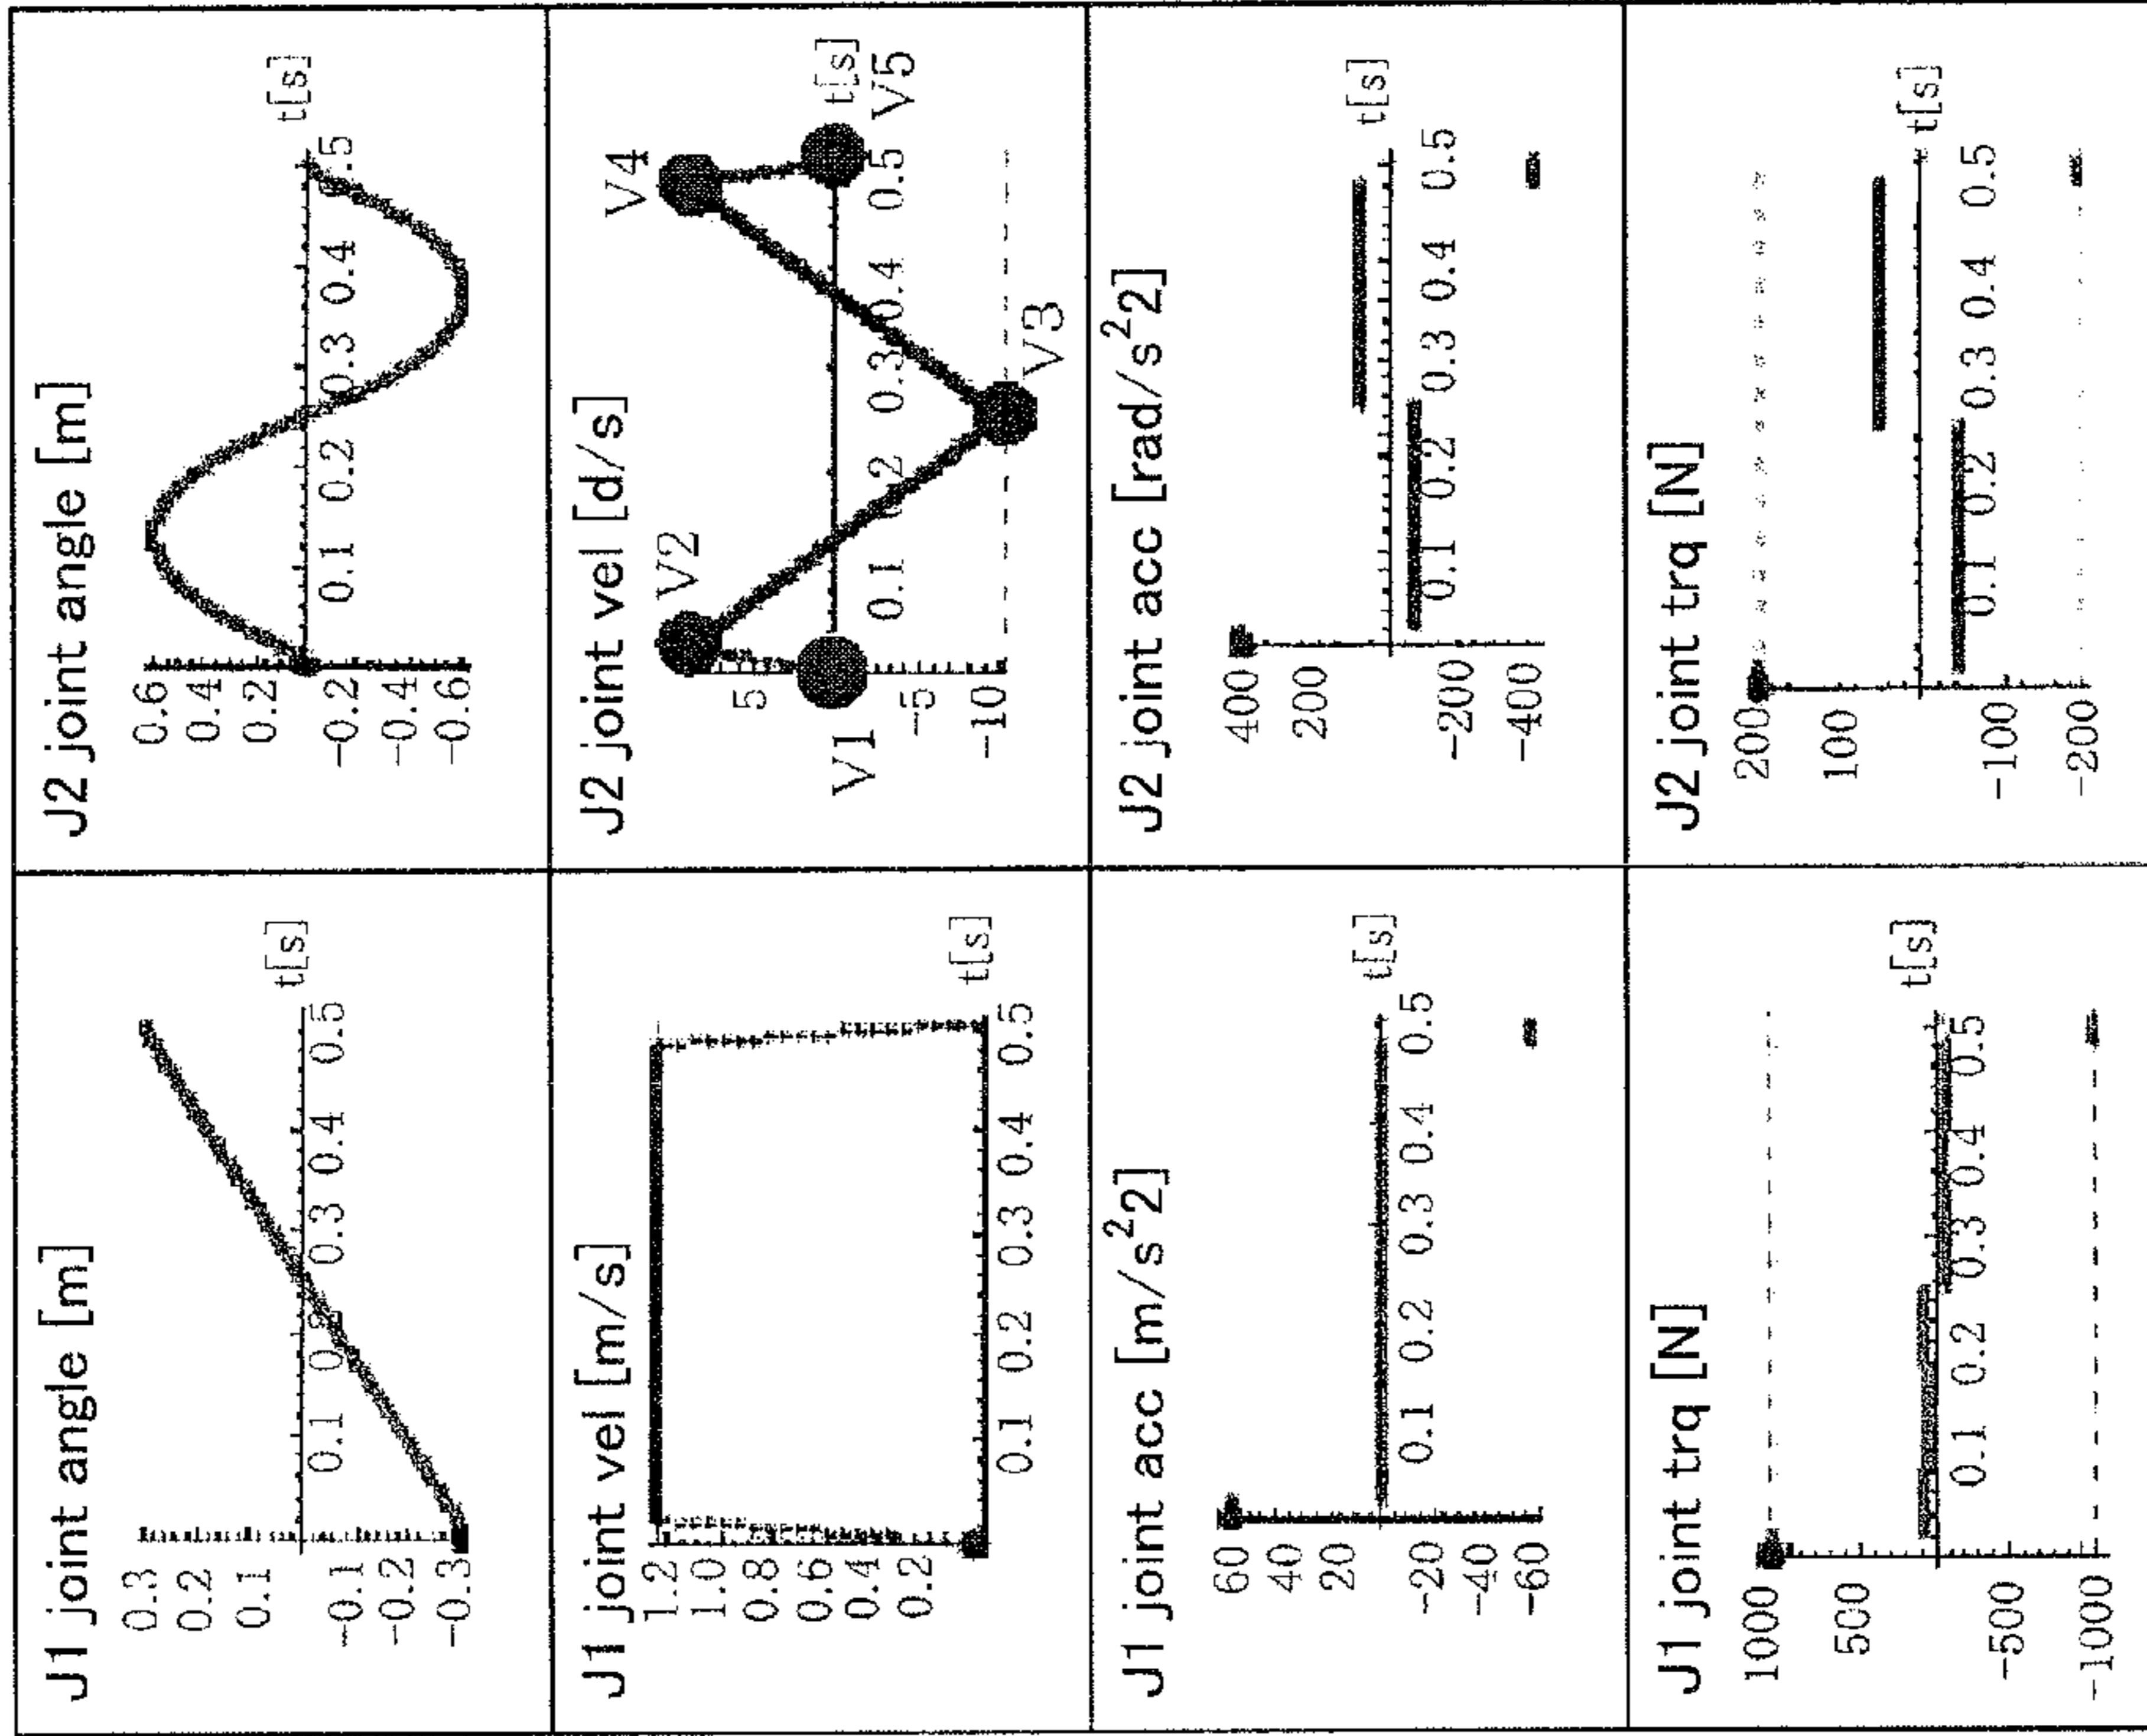 J1 joint angle [m]
0.3
0.2
0.1
-0.1
-0.2
-0.3
0.1 0.2 0.3 0.4 0.5
t[s]
J2 joint angle [m]
0.6
0.4
0.2
-0.2
-0.4
-0.6
0.1 0.2 0.3 0.4 0.5
t[s]
J1 joint vel [m/s]
1.2
1.0
0.8
0.6
0.4
0.2
0.1 0.2 0.3 0.4 0.5
t[s]
J2 joint vel [d/s]
V2
V4
5
V1
-5
-10
0.1 0.2 0.3 0.4 0.5
t[s]
V5
V3
J1 joint acc [m/s²2]
60
40
20
-20
-40
-60
0.1 0.2 0.3 0.4 0.5
t[s]
J2 joint acc [rad/s²2]
400
200
-200
-400
0.1 0.2 0.3 0.4 0.5
t[s]
J1 joint trq [N]
1000
500
-500
-1000
0.1 0.2 0.3 0.4 0.5
t[s]
J2 joint trq [N]
200
100
-100
-200
0.1 0.2 0.3 0.4 0.5
t[s]